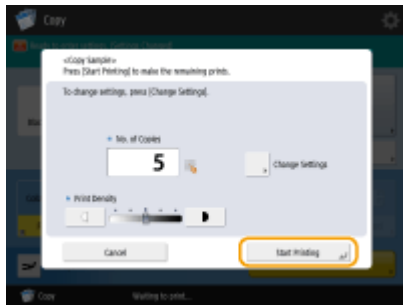 Copy
<Copy Sample>
Press [Start Printing] to make the remaining prints.
To change settings, press [Change Settings].
No. of Copies
5
Change Settings
Print Density
Cancel
Start Printing
Copy
Waiting to print...